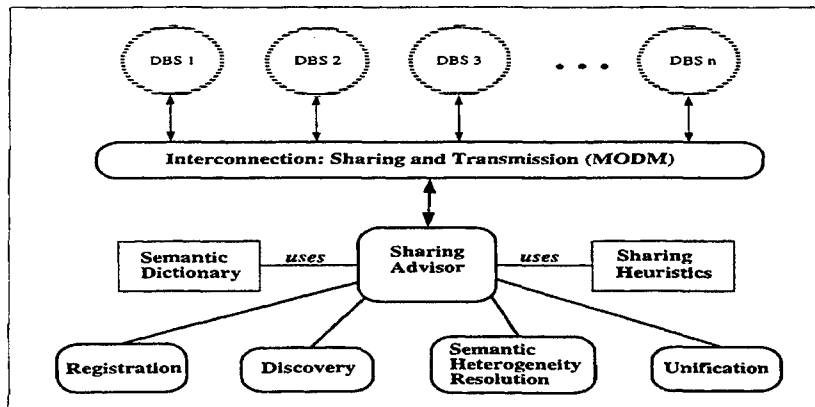 DBS 1
DBS 2
DBS 3
• • •
DBS n
Interconnection: Sharing and Transmission (MODM)
Semantic
Dictionary
uses
Sharing
Advisor
uses
Sharing
Heuristics
Registration
Discovery
Semantic
Heterogeneity
Resolution
Unification